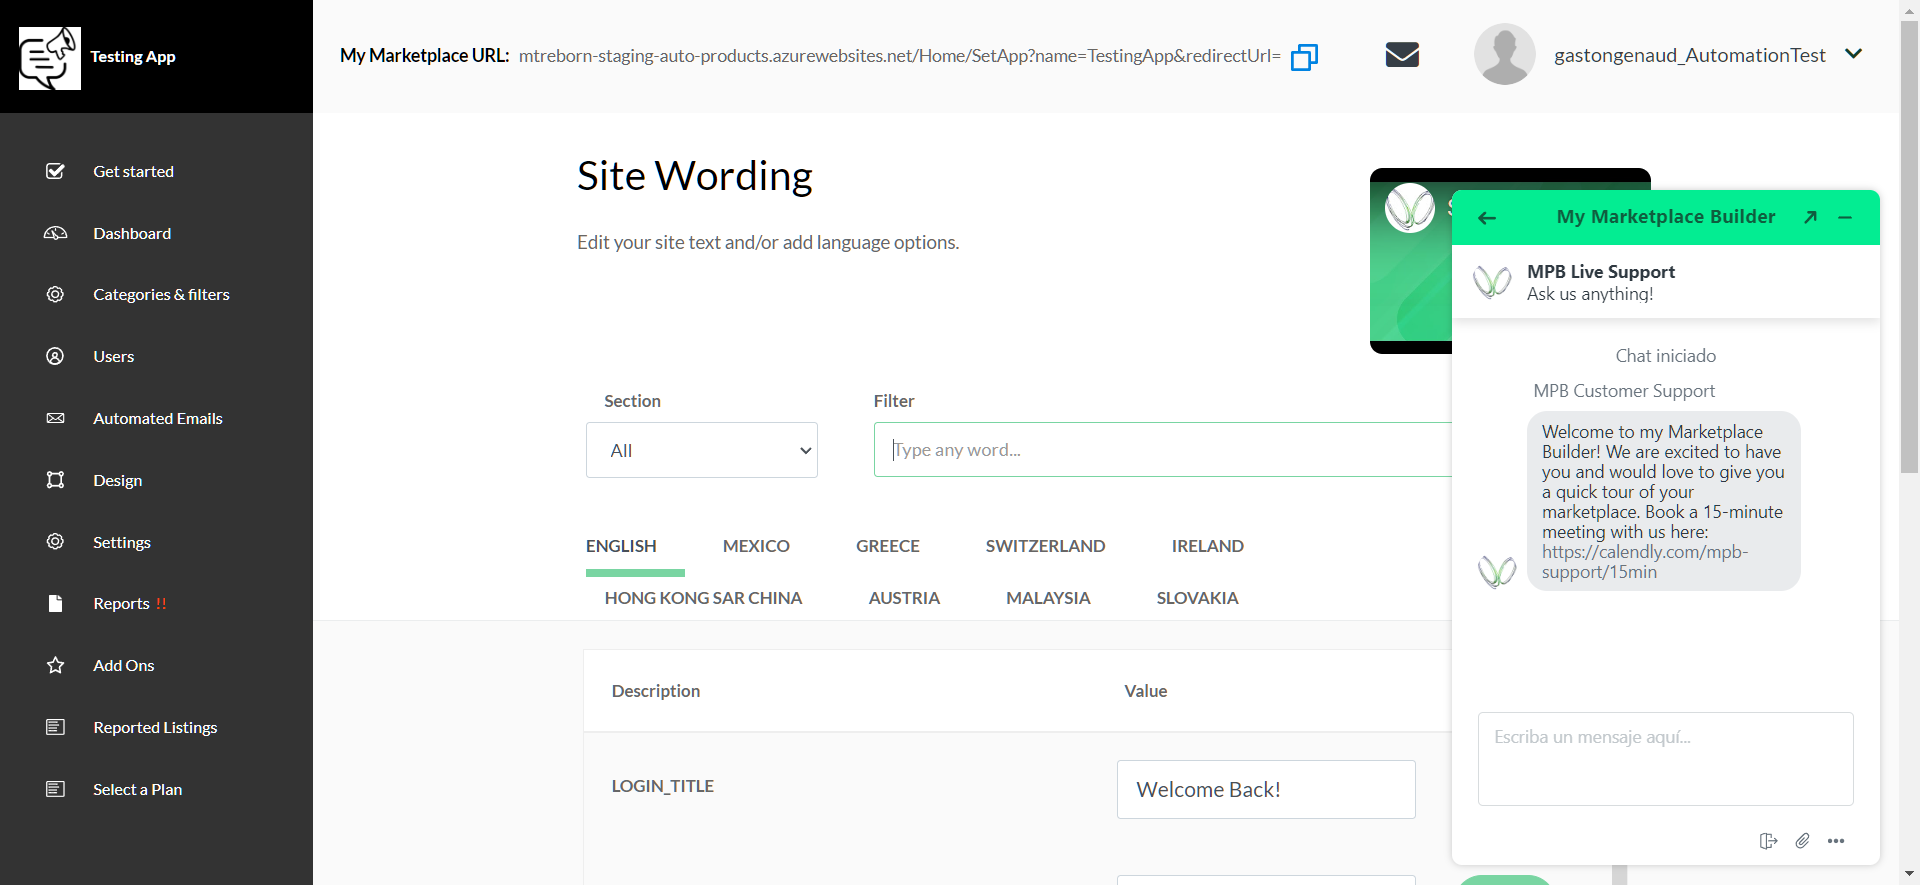 Testing App
My Marketplace URL: mtreborn-staging-auto-products.azurewebsites.net/Home/SetApp?name=TestingApp&redirectUrl=
gastongenaud_AutomationTest
Get started
Dashboard
Categories & filters
Users
Automated Emails
Design
Settings
Reports !!
Add Ons
Reported Listings
Select a Plan
Site Wording
Edit your site text and/or add language options.
Section
All
Filter
Type any word...
ENGLISH MEXICO GREECE SWITZERLAND IRELAND
HONG KONG SAR CHINA AUSTRIA MALAYSIA SLOVAKIA
Description Value
LOGIN_TITLE Welcome Back!
My Marketplace Builder
MPB Live Support
Ask us anything!
Chat iniciado
MPB Customer Support
Welcome to my Marketplace
Builder! We are excited to have
you and would love to give you
a quick tour of your
marketplace. Book a 15-minute
meeting with us here:
https://calendly.com/mpb-
support/15min
Escriba un mensaje aquí...